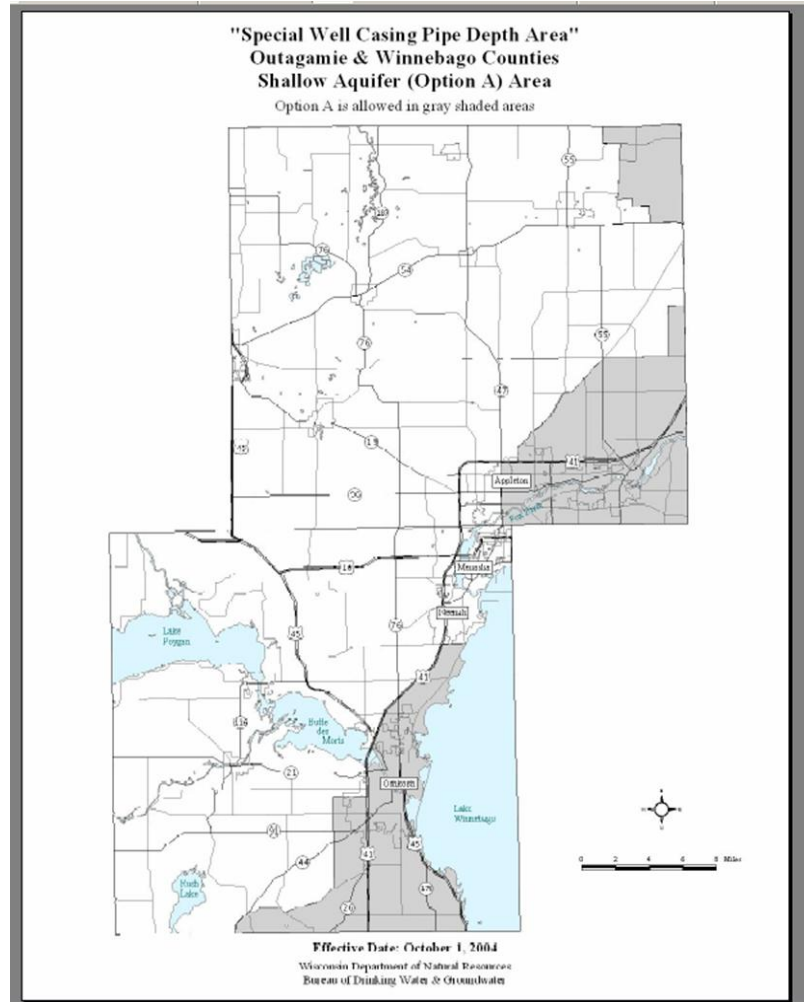 "Special Well Casing Pipe Depth Area"
Outagamie & Winnebago Counties
Shallow Aquifer (Option A) Area
Option A is allowed in gray shaded areas
55
76
54
76
55
47
45
41
Appleton
Fox River
Menasha
Neenah
45
76
Lake
Poygan
41
Butte
des
Morts
21
Oshkosh
Lake
Winnebago
91
44
41
45
Rush
Lake
26
0 2 4 6 8 Miles
Effective Date: October 1, 2004
Wisconsin Department of Natural Resources
Bureau of Drinking Water & Groundwater